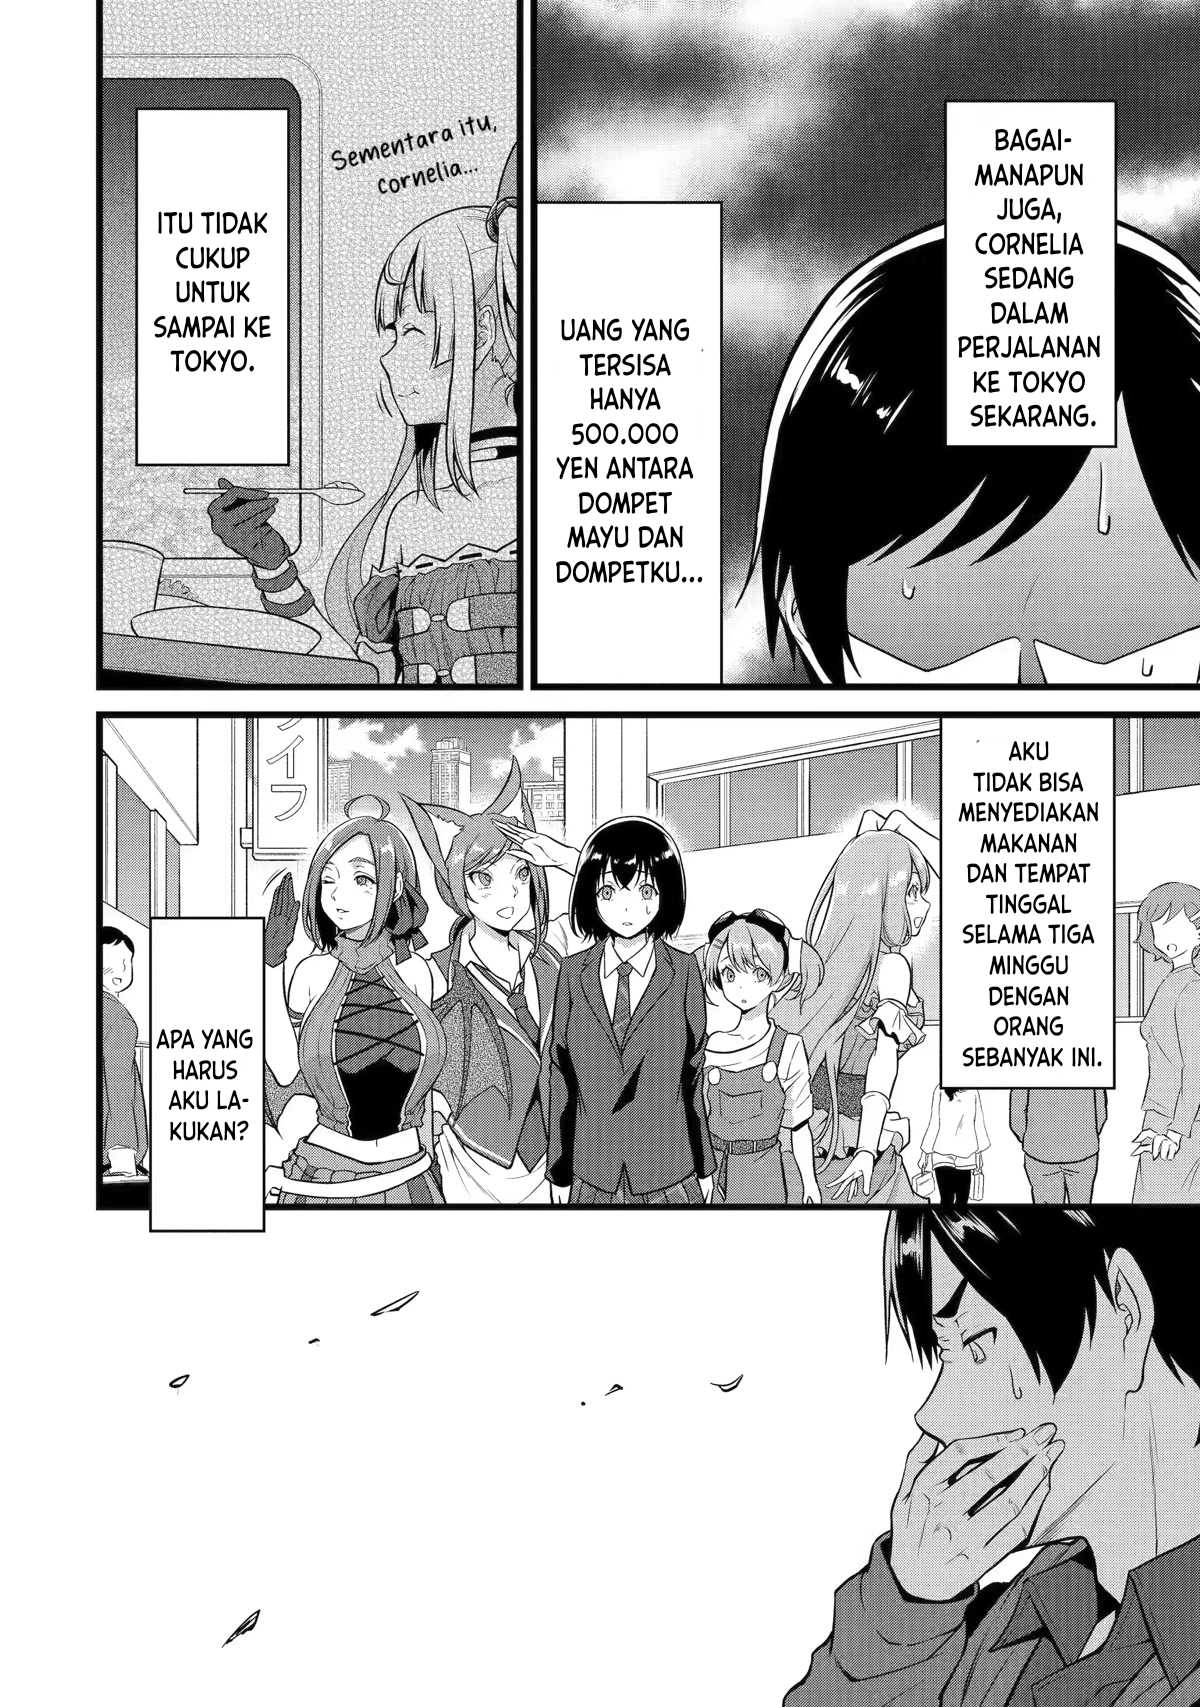 BAGAI-
MANAPUN
JUGA,
CORNELIA
SEDANG
DALAM
PERJALANAN
KE TOKYO
SEKARANG.
UANG YANG
TERSISA
HANYA
500.000
YEN ANTARA
DOMPET
MAYU DAN
DOMPETKU...
Sementara itu,
cornelia...
ITU TIDAK
CUKUP
UNTUK
SAMPAI KE
TOKYO.
AKU
TIDAK BISA
MENYEDIAKAN
MAKANAN
DAN TEMPAT
TINGGAL
SELAMA TIGA
MINGGU
DENGAN
ORANG
SEBANYAK INI.
イフ
APA YANG
HARUS
AKU LA-
KUKAN?